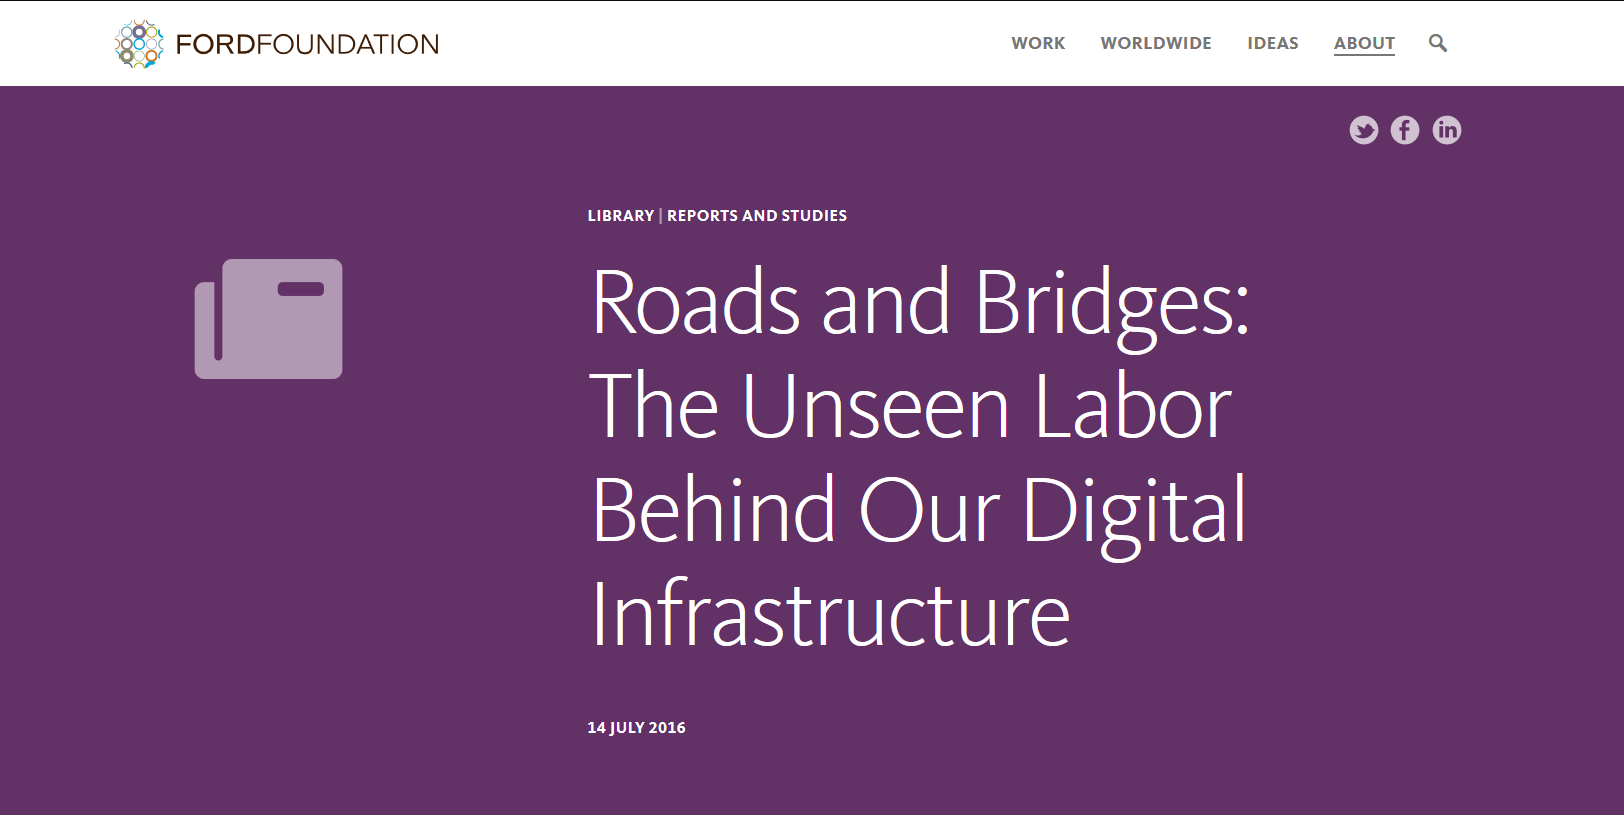 FORDFOUNDATION
WORK WORLDWIDE IDEAS ABOUT
LIBRARY | REPORTS AND STUDIES
Roads and Bridges:
The Unseen Labor
Behind Our Digital
Infrastructure
14 JULY 2016